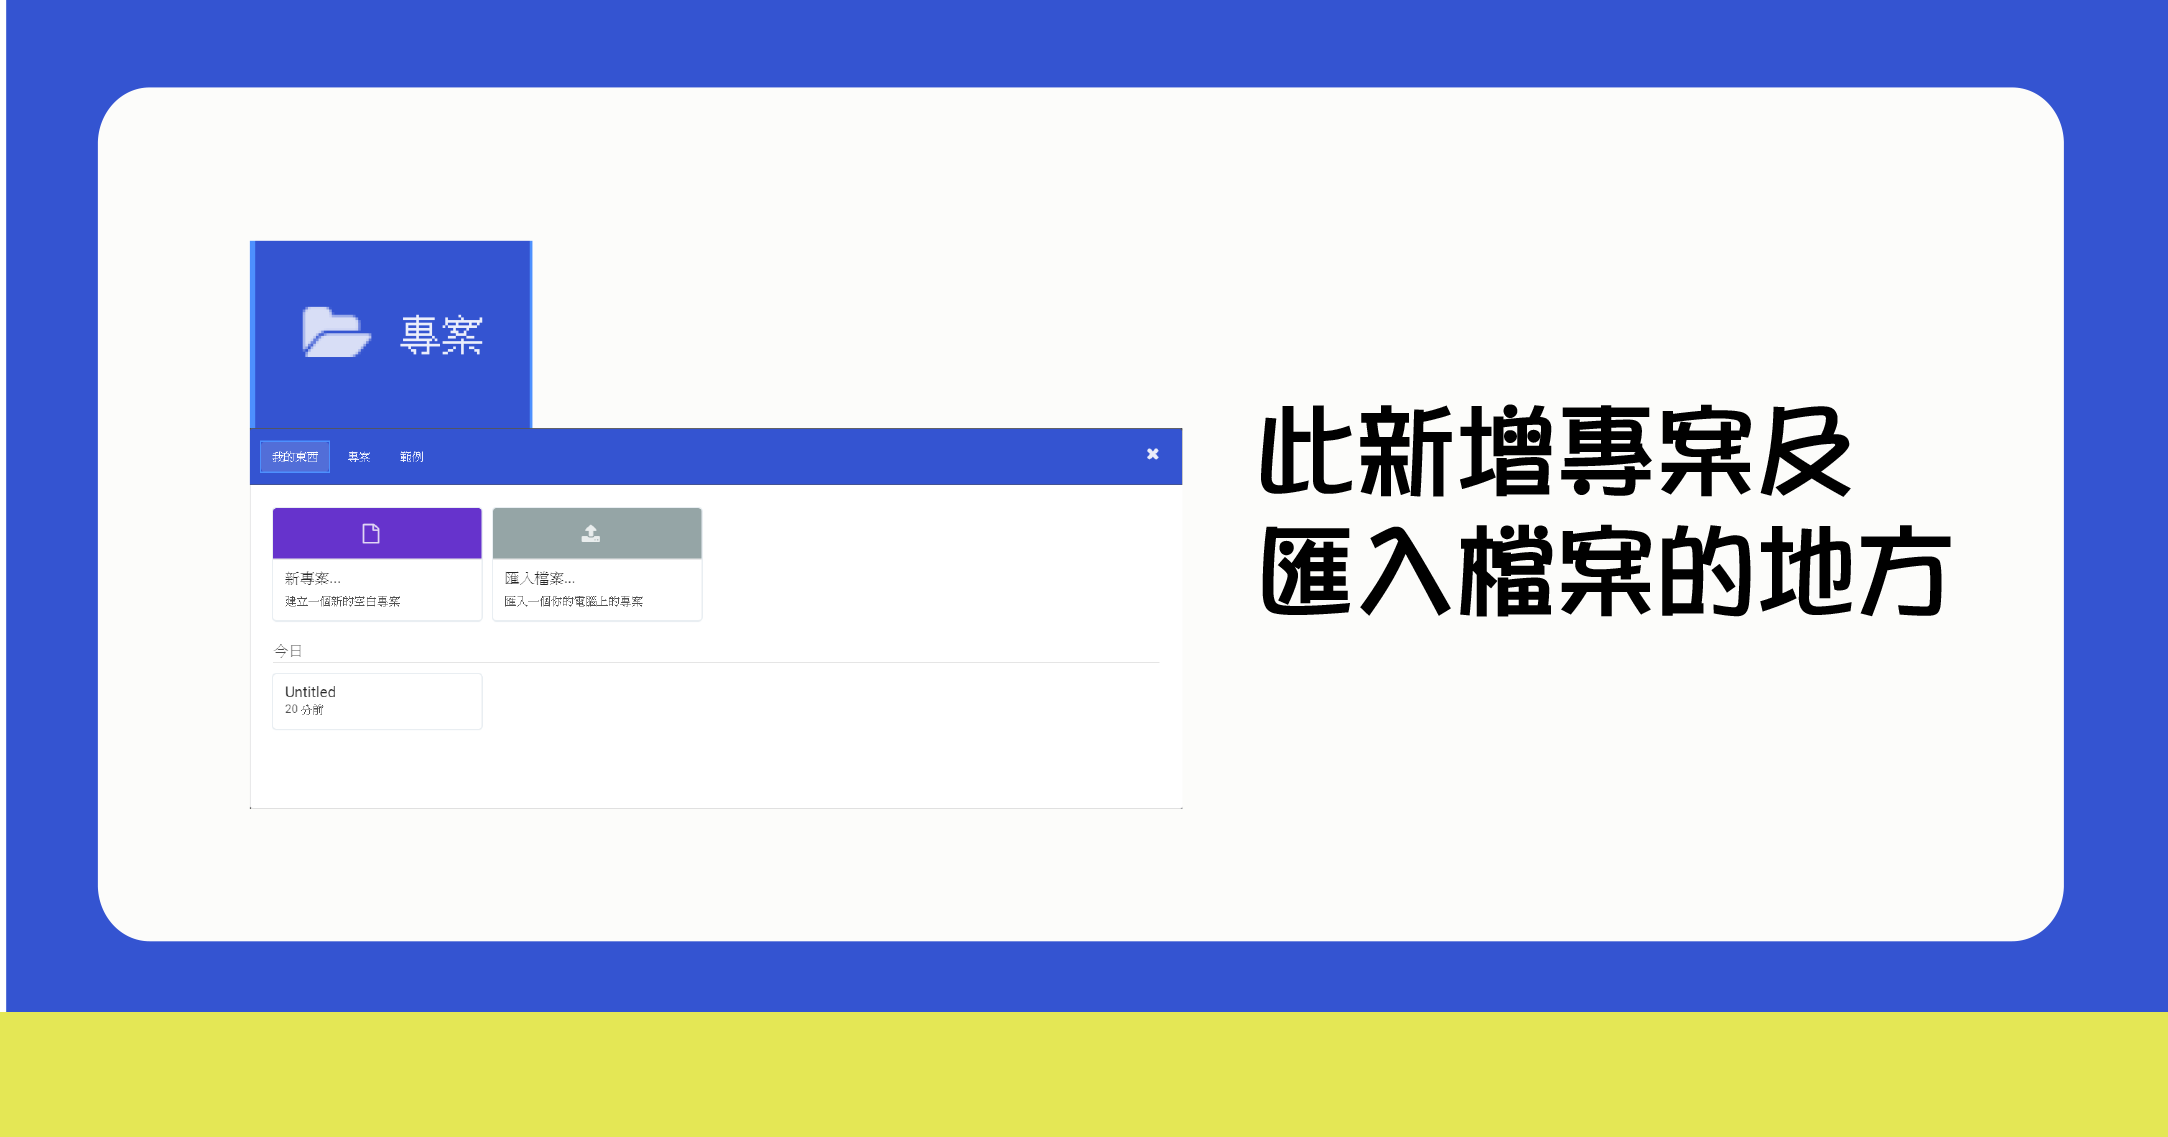 專案
我的東西 專案 範例
新專案...
建立一個新的空白專案
匯入檔案...
匯入一個你的電腦上的專案
今日
Untitled
20 分前
此新增專案及
匯入檔案的地方